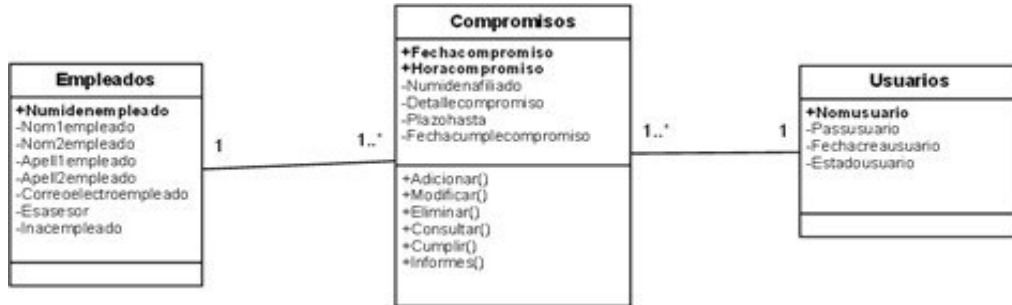 Empleados
+Numidenempleado
-Nom1empleado
-Nom2empleado
-Apell1empleado
-Apell2empleado
-Correoelectroempleado
-Esasesor
-Inacempleado
1
1..*
Compromisos
+Fechacompromiso
+Horacompromiso
-Numidenafiliado
-Detallecompromiso
-Plazohasta
-Fechacumplecompromiso
+Adicionar()
+Modificar()
+Eliminar()
+Consultar()
+Cumplir()
+Informes()
1..*
1
Usuarios
+Nomusuario
-Passusuario
-Fechacreausuario
-Estadousuario